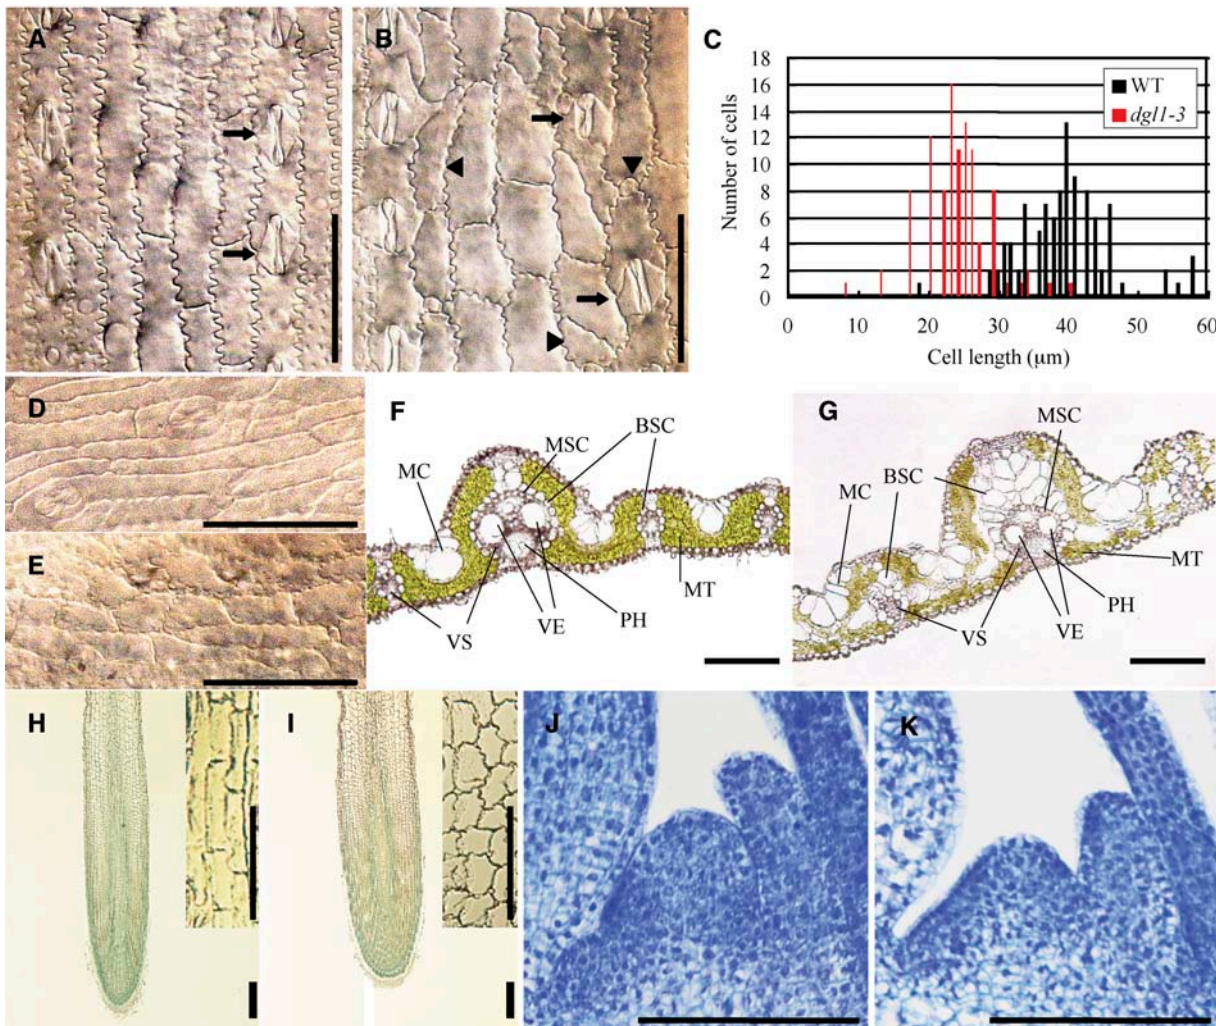 A
B
C
18
16
14
12
10
8
6
4
2
0
Number of cells
WT
dgl1-3
0 10 20 30 40 50 60
Cell length (μm)
D
E
F
MC
MSC
BSC
VS
VE
PH
MT
G
MC
BSC
MSC
MT
VS
VE
PH
H
I
J
K